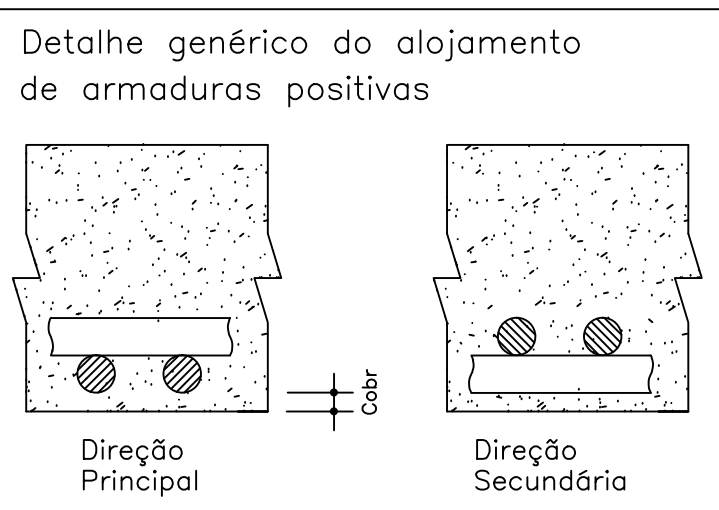 Detalhe genérico do alojamento
de armaduras positivas
Cobr
Direção
Principal
Direção
Secundária